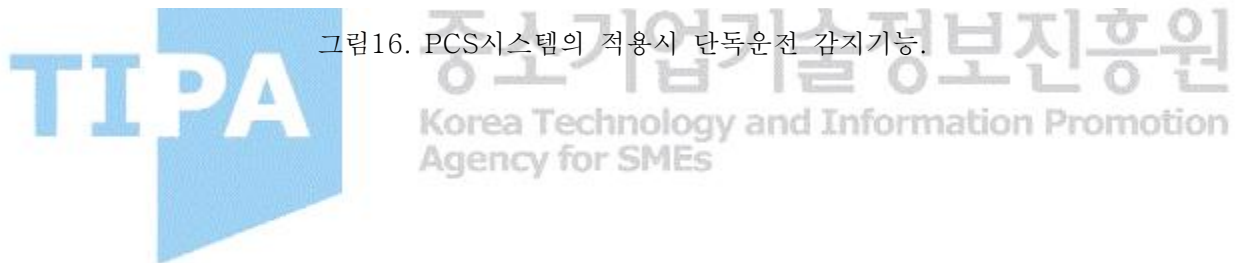 그림16. PCS시스템의 적용시 단독운전 감지기능.
TIPA
중소기업기술정보진흥원
Korea Technology and Information Promotion
Agency for SMEs